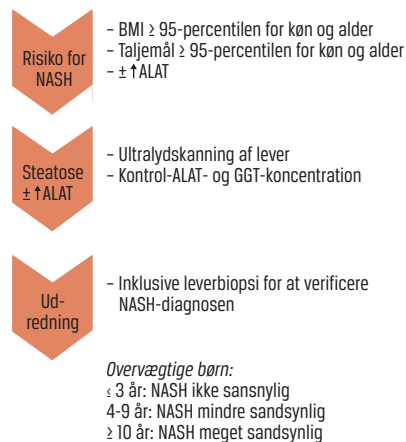 Risiko for
NASH
– BMI ≥ 95-percentilen for køn og alder
– Taljemål ≥ 95-percentilen for køn og alder
– ± ↑ALAT
Steatose
± ↑ALAT
– Ultralydskanning af lever
– Kontrol-ALAT- og GGT-koncentration
Ud-
redning
– Inklusive leverbiopsi for at verificere
NASH-diagnosen
Overvægtige børn:
≤ 3 år: NASH ikke sansnylig
4-9 år: NASH mindre sandsynlig
≥ 10 år: NASH meget sandsynlig